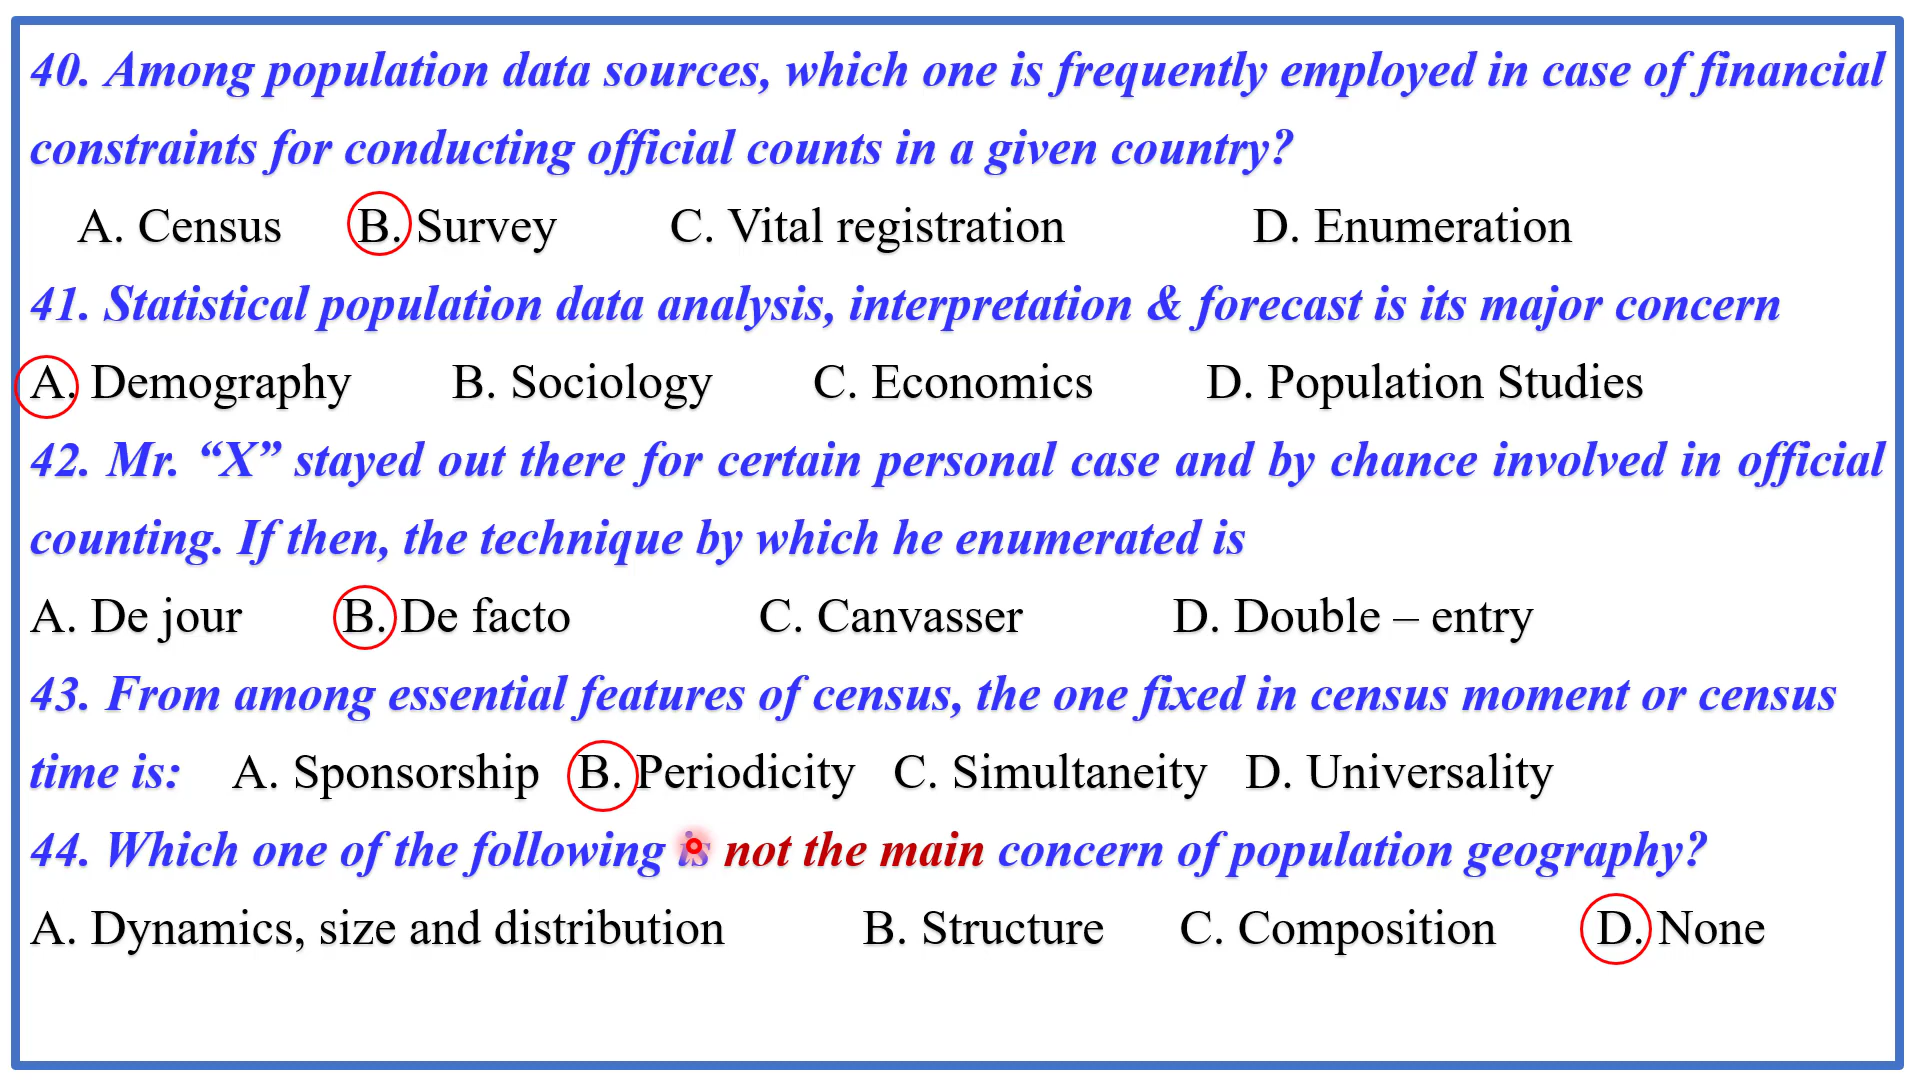 40. Among population data sources, which one is frequently employed in case of financial
constraints for conducting official counts in a given country?
A. Census B. Survey C. Vital registration D. Enumeration
41. Statistical population data analysis, interpretation & forecast is its major concern
A. Demography B. Sociology C. Economics D. Population Studies
42. Mr. “X” stayed out there for certain personal case and by chance involved in official
counting. If then, the technique by which he enumerated is
A. De jour B. De facto C. Canvasser D. Double – entry
43. From among essential features of census, the one fixed in census moment or census
time is: A. Sponsorship B. Periodicity C. Simultaneity D. Universality
44. Which one of the following is not the main concern of population geography?
A. Dynamics, size and distribution B. Structure C. Composition D. None